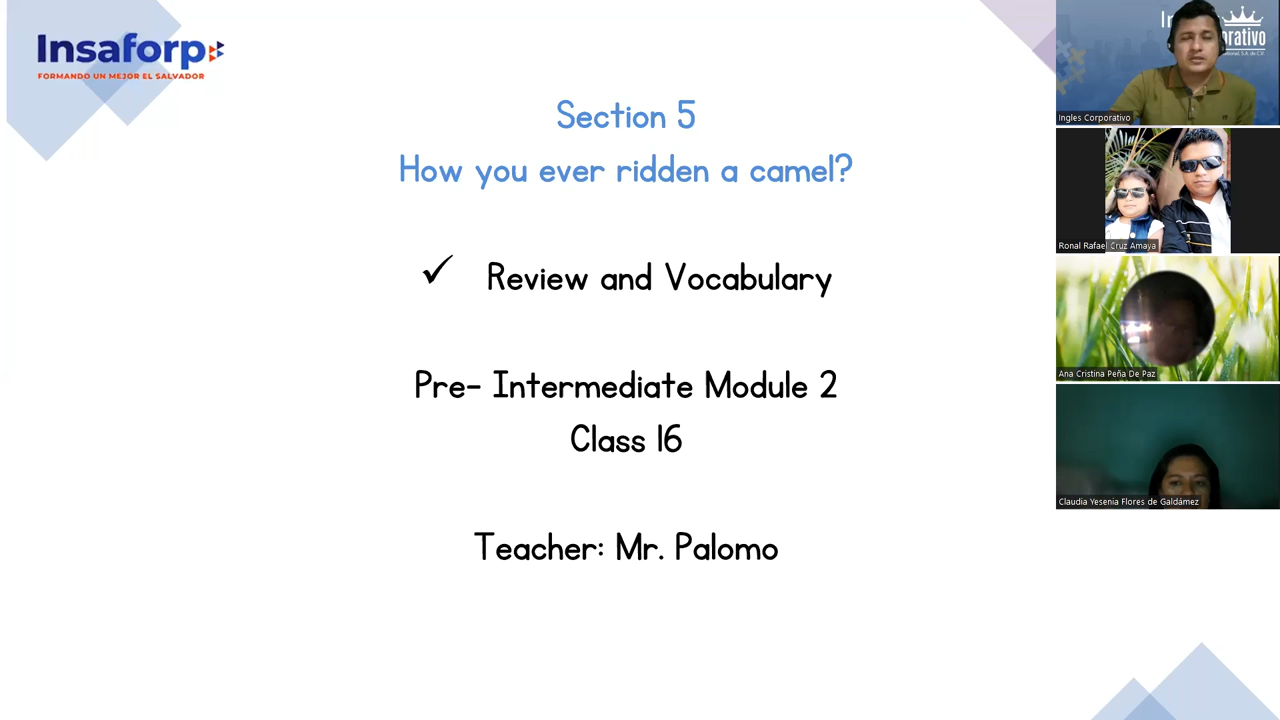 Insaforp
FORMANDO UN MEJOR EL SALVADOR
Section 5
How you ever ridden a camel?
✓ Review and Vocabulary
Pre- Intermediate Module 2
Class 16
Teacher: Mr. Palomo
In
orativo
Ingles Corporativo
Ronal Rafael Cruz Amaya
Ana Cristina Peña De Paz
Claudia Yesenia Flores de Galdámez